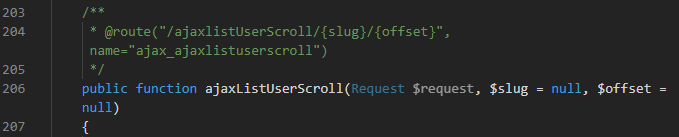 203 /**
204 * @route("/ajaxlistUserScroll/{slug}/{offset}",
name="ajax_ajaxlistuserscroll")
205 */
206 public function ajaxListUserScroll(Request $request, $slug = null, $offset =
null)
207 {